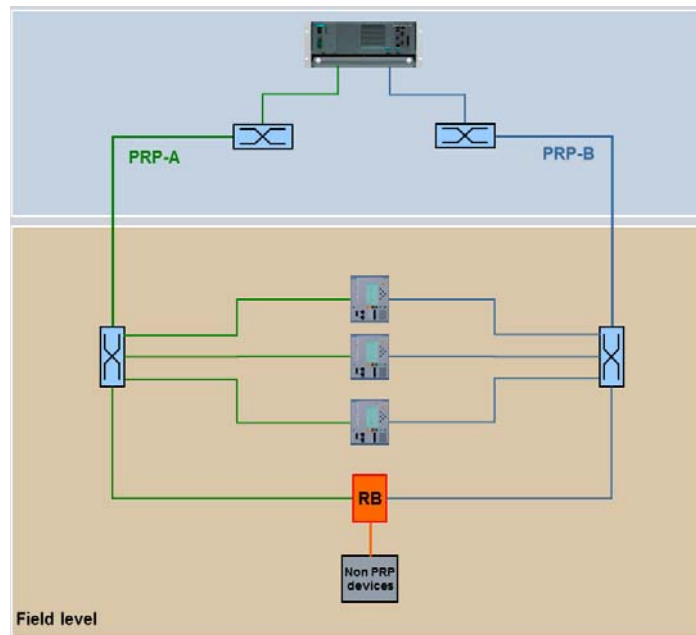 PRP-A
PRP-B
RB
Non PRP
devices
Field level